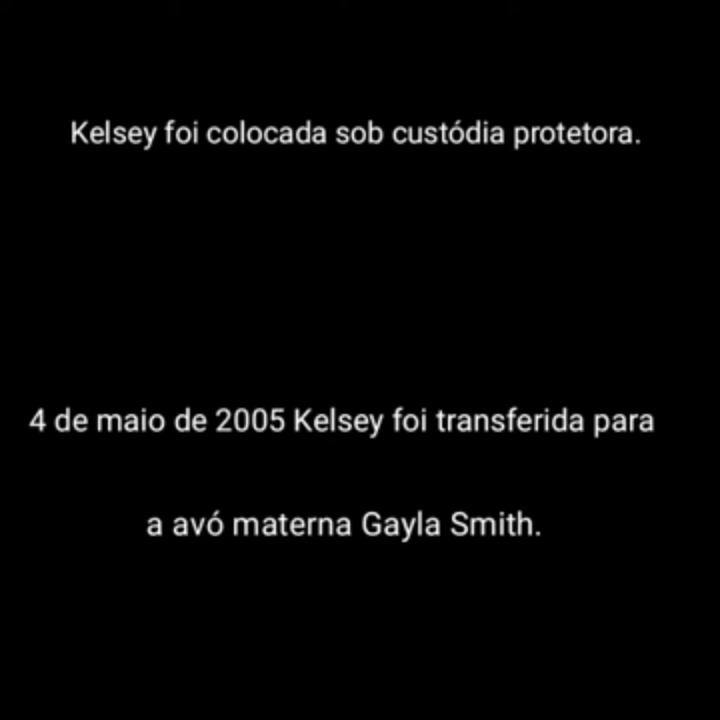 Kelsey foi colocada sob custódia protetora.
4 de maio de 2005 Kelsey foi transferida para
a avó materna Gayla Smith.